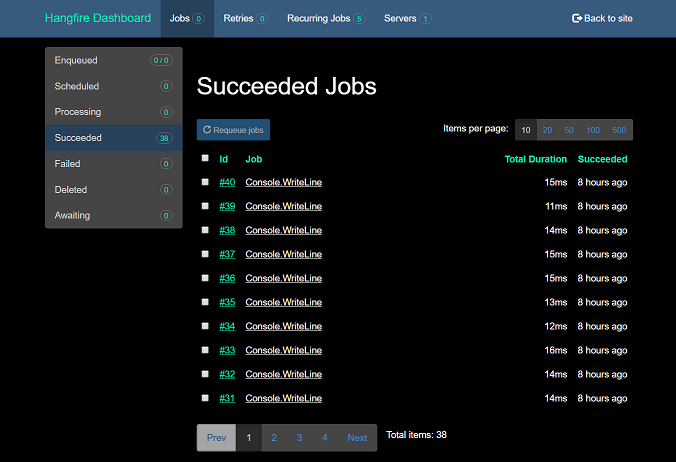 Hangfire Dashboard Jobs 0 Retries 0 Recurring Jobs 5 Servers 1 Back to site
Enqueued 0 / 0
Scheduled 0
Processing 0
Succeeded 38
Failed 0
Deleted 0
Awaiting 0
Succeeded Jobs
Requeue jobs Items per page: 10 20 50 100 500
Id Job Total Duration Succeeded
#40 Console.WriteLine 15ms 8 hours ago
#39 Console.WriteLine 11ms 8 hours ago
#38 Console.WriteLine 14ms 8 hours ago
#37 Console.WriteLine 15ms 8 hours ago
#36 Console.WriteLine 15ms 8 hours ago
#35 Console.WriteLine 13ms 8 hours ago
#34 Console.WriteLine 12ms 8 hours ago
#33 Console.WriteLine 16ms 8 hours ago
#32 Console.WriteLine 14ms 8 hours ago
#31 Console.WriteLine 14ms 8 hours ago
Prev 1 2 3 4 Next Total items: 38